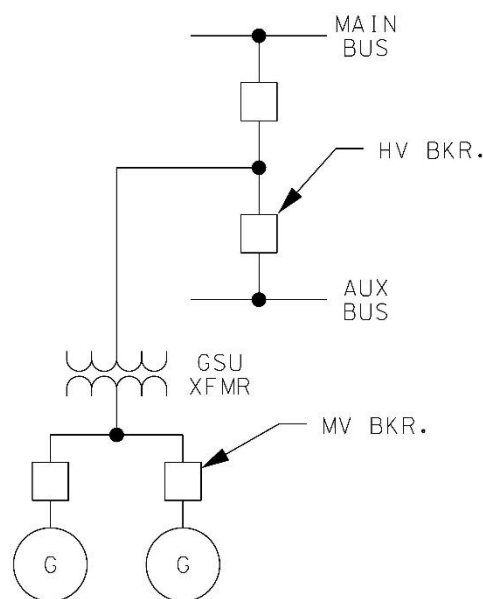 MAIN
BUS
HV BKR.
AUX
BUS
GSU
XFMR
MV BKR.
G
G